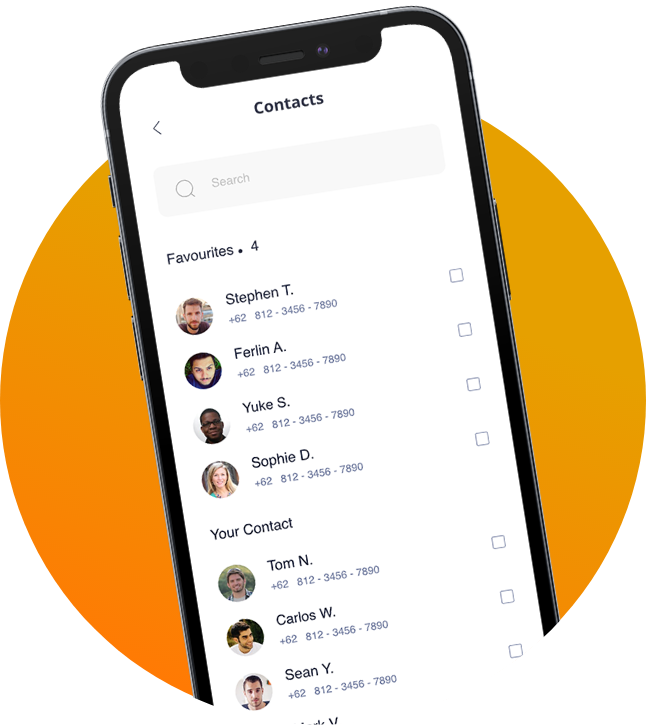 Contacts
Search
Favourites • 4
Stephen T.
+62 812 - 3456 - 7890
Ferlin A.
+62 812 - 3456 - 7890
Yuke S.
+62 812 - 3456 - 7890
Sophie D.
+62 812 - 3456 - 7890
Your Contact
Tom N.
+62 812 - 3456 - 7890
Carlos W.
+62 812 - 3456 - 7890
Sean Y.
+62 812 - 3456 - 7890